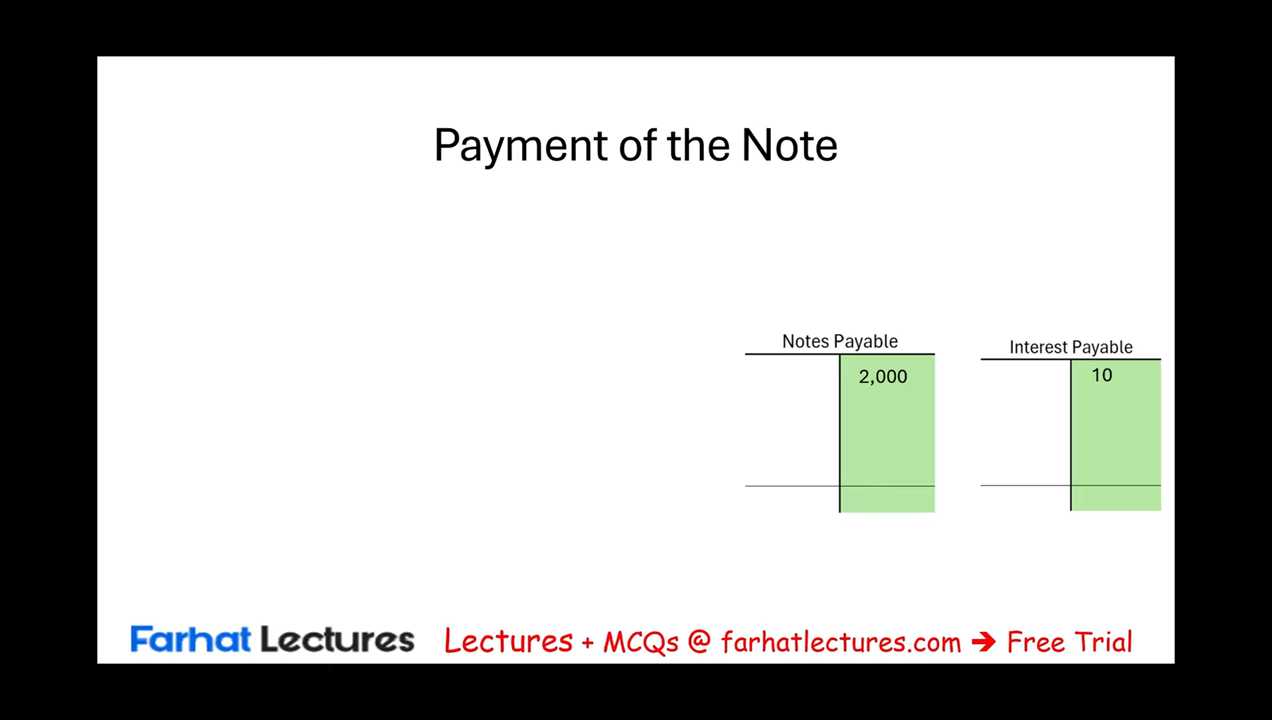 Payment of the Note
Notes Payable
2,000
Interest Payable
10
Farhat Lectures
Lectures + MCQs @ farhatlectures.com ➔ Free Trial